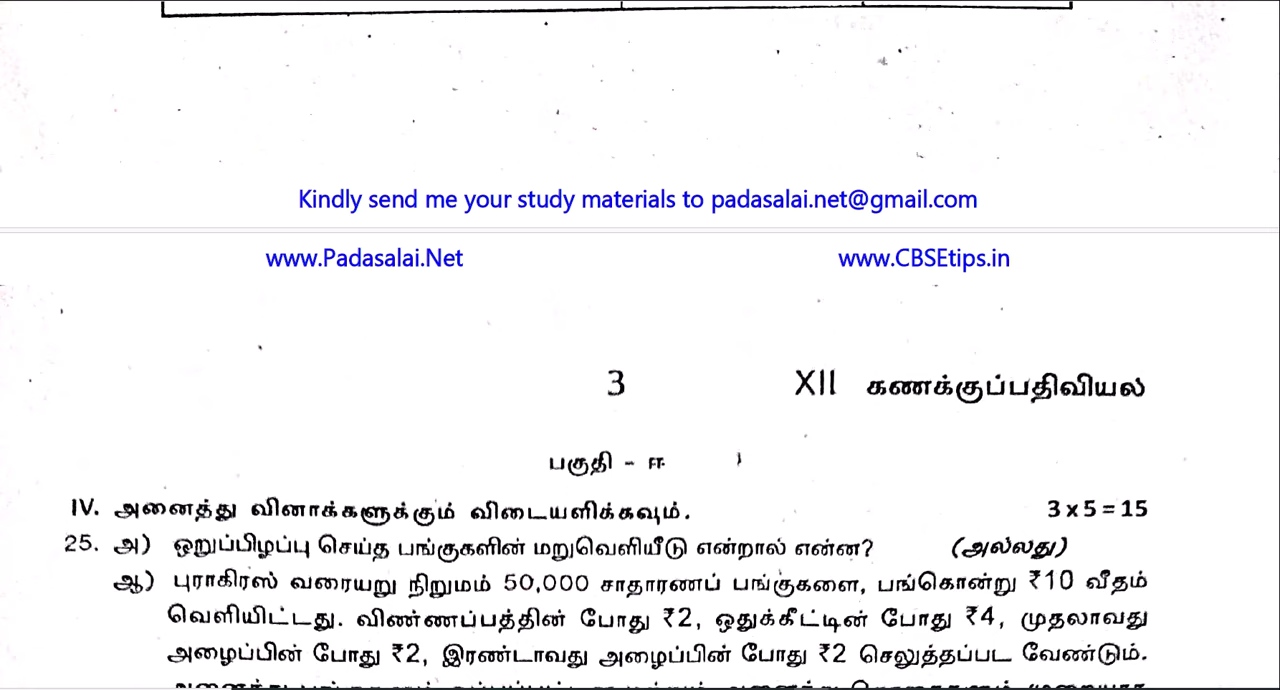 Kindly send me your study materials to padasalai.net@gmail.com
www.Padasalai.Net www.CBSEtips.in
3 XII கணக்குப்பதிவியல்
பகுதி - ஈ
IV. அனைத்து வினாக்களுக்கும் விடையளிக்கவும். 3 x 5 = 15
25. அ) ஒறுப்பிழப்பு செய்த பங்குகளின் மறுவெளியீடு என்றால் என்ன? (அல்லது)
ஆ) புராகிரஸ் வரையறு நிறுமம் 50,000 சாதாரணப் பங்குகளை, பங்கொன்று ₹10 வீதம்
வெளியிட்டது. விண்ணப்பத்தின் போது ₹2, ஒதுக்கீட்டின் போது ₹4, முதலாவது
அழைப்பின் போது ₹2, இரண்டாவது அழைப்பின் போது ₹2 செலுத்தப்பட வேண்டும்.